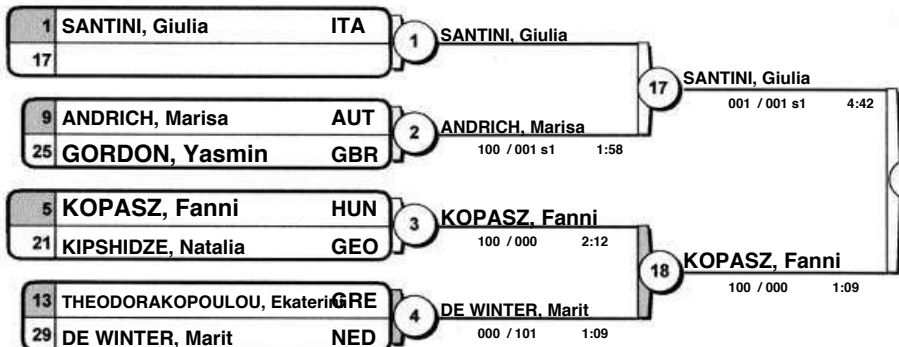 1 SANTINI, Giulia ITA
17
1
SANTINI, Giulia
17
SANTINI, Giulia
001 / 001 s1 4:42
9 ANDRICH, Marisa AUT
25 GORDON, Yasmin GBR
2
ANDRICH, Marisa
100 / 001 s1 1:58
5 KOPASZ, Fanni HUN
21 KIPSHIDZE, Natalia GEO
3
KOPASZ, Fanni
100 / 000 2:12
18
KOPASZ, Fanni
100 / 000 1:09
13 THEODORAKOPOULOU, Ekaterini GRE
29 DE WINTER, Marit NED
4
DE WINTER, Marit
000 / 101 1:09